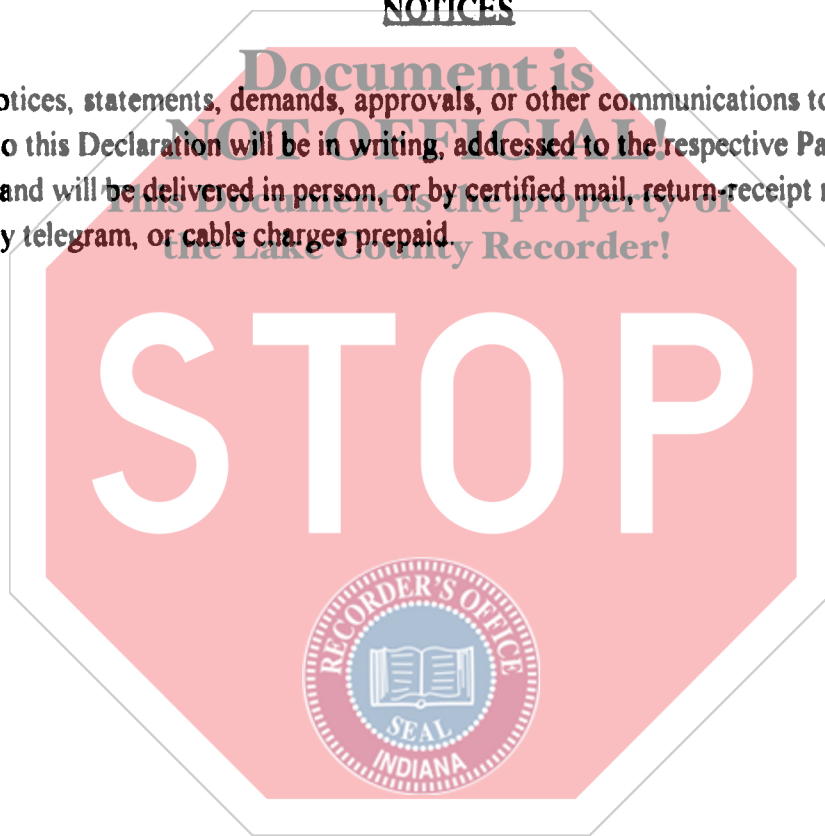 NOTICES
Document is
otices, statements, demands, approvals, or other communications to
NOT OFFICIAL!
o this Declaration will be in writing, addressed to the respective Pa
and will be delivered in person, or by certified mail, return-receipt
This Document is the property of
y telegram, or cable charges prepaid.
the Lake County Recorder!
STOP
RECORDER'S OFFICE
SEAL
INDIANA